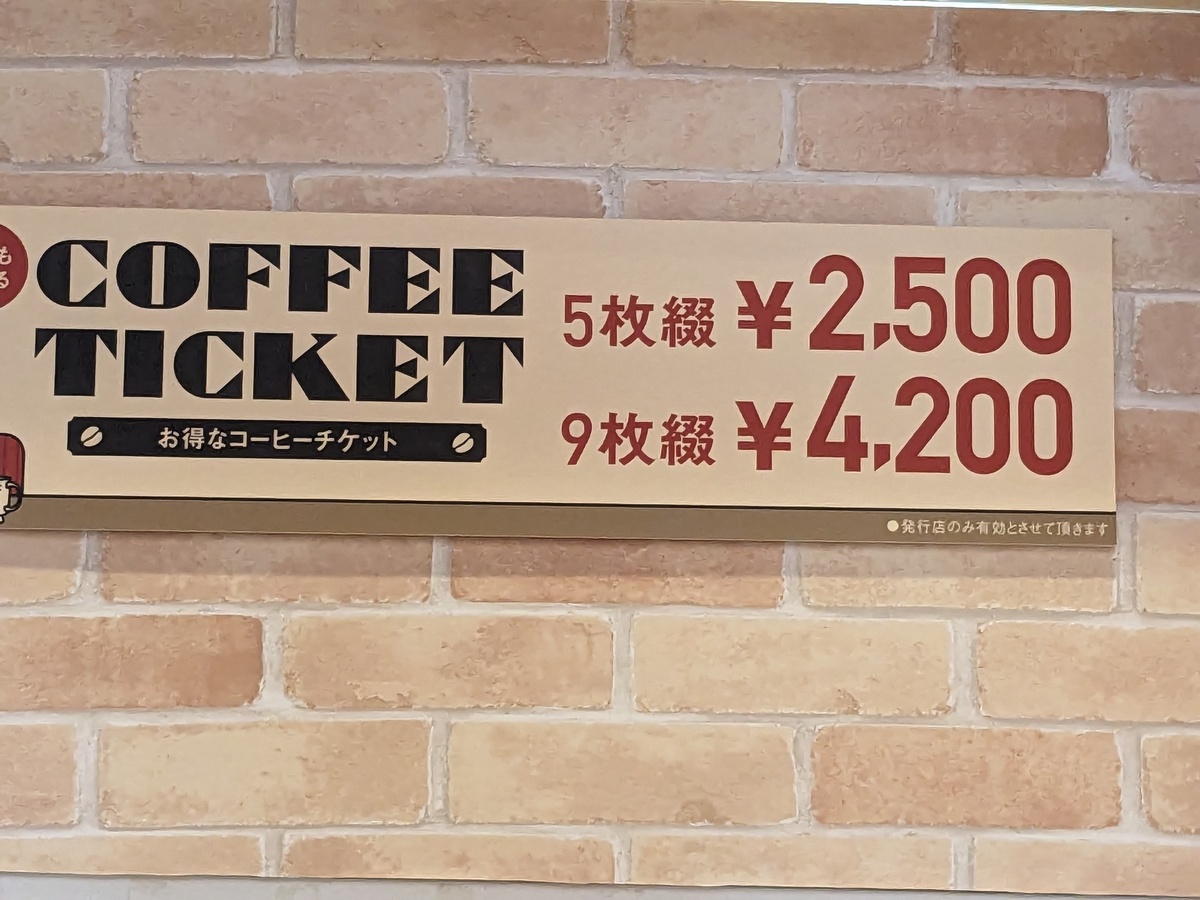 COFFEE
TICKET
お得なコーヒーチケット
5枚綴 ¥2,500
9枚綴 ¥4,200
●発行店のみ有効とさせて頂きます